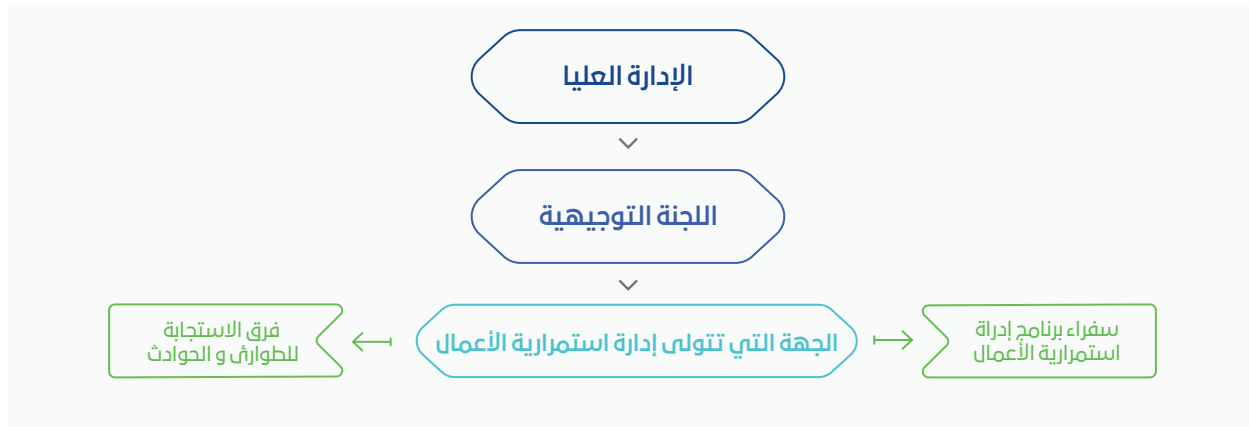 الإدارة العليا
اللجنة التوجيهية
سفراء برنامج إدراة
استمرارية الأعمال
الجهة التي تتولى إدارة استمرارية الأعمال
فرق الاستجابة
للطوارئ و الحوادث